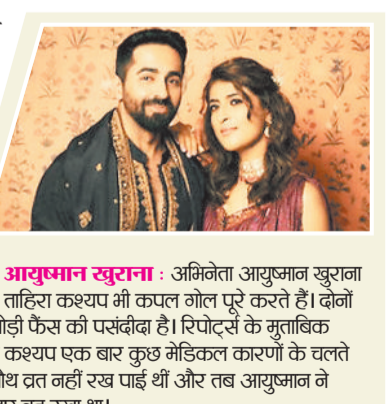 आयुष्मान खुराना : अभिनेता आयुष्मान खुराना
ताहिरा कश्यप भी कपल गोल पूरे करते हैं। दोनों
फैंस की पसंदीदा है। रिपोर्ट्स के मुताबिक
कश्यप एक बार कुछ मेडिकल कारणों के चलते
व्रत नहीं रख पाई थीं और तब आयुष्मान ने